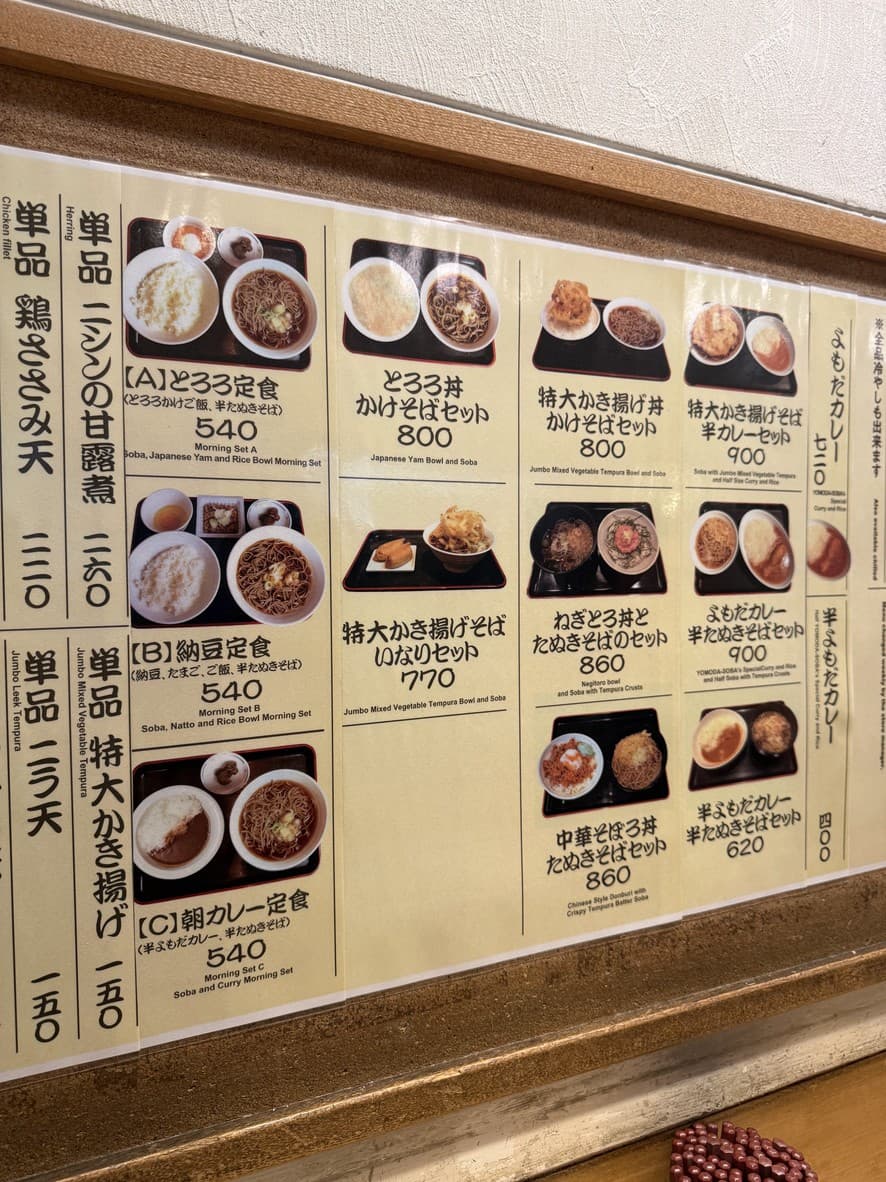 単品 鶏ささみ天 一二〇
Chicken fillet
単品 ニシンの甘露煮 二六〇
Herring
単品 ニラ天 一五〇
Jumbo Leek Tempura
単品 特大かき揚げ 一五〇
Jumbo Mixed Vegetable Tempura
【A】とろろ定食
(とろろかけご飯、半たぬきそば)
540
Morning Set A
Soba, Japanese Yam and Rice Bowl Morning Set
【B】納豆定食
(納豆、たまご、ご飯、半たぬきそば)
540
Morning Set B
Soba, Natto and Rice Bowl Morning Set
【C】朝カレー定食
(半よもだカレー、半たぬきそば)
540
Morning Set C
Soba and Curry Morning Set
とろろ丼
かけそばセット
800
Japanese Yam Bowl and Soba
特大かき揚げそば
いなりセット
770
Jumbo Mixed Vegetable Tempura Bowl and Soba
特大かき揚げ丼
かけそばセット
800
Jumbo Mixed Vegetable Tempura Bowl and Soba
ねぎとろ丼と
たぬきそばのセット
860
Negitoro bowl
and Soba with Tempura Crusts
中華そぼろ丼
たぬきそばセット
860
Chinese Style Donburi with
Crispy Tempura Batter Soba
特大かき揚げそば
半カレーセット
900
Soba with Jumbo Mixed Vegetable Tempura
and Half Size Curry and Rice
よもだカレー
半たぬきそばセット
900
YOMODA-SOBA's SpecialCurry and Rice
and Half Soba with Tempura Crusts
半よもだカレー
半たぬきそばセット
620
よもだカレー 七二〇
YOMODA-SOBA's Special
Curry and Rice
半よもだカレー 四〇〇
Half YOMODA-SOBA's Special Curry and Rice
※全品冷やしも出来ます
Also available chilled
by the store manager.